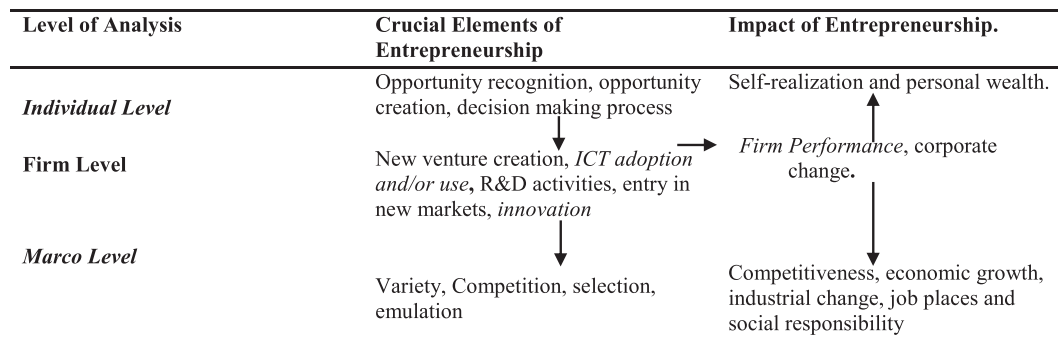 Level of Analysis
Crucial Elements of
Entrepreneurship
Impact of Entrepreneurship.
Individual Level
Opportunity recognition, opportunity
creation, decision making process
Self-realization and personal wealth.
Firm Level
New venture creation, ICT adoption
and/or use, R&D activities, entry in
new markets, innovation
Firm Performance, corporate
change.
Marco Level
Variety, Competition, selection,
emulation
Competitiveness, economic growth,
industrial change, job places and
social responsibility